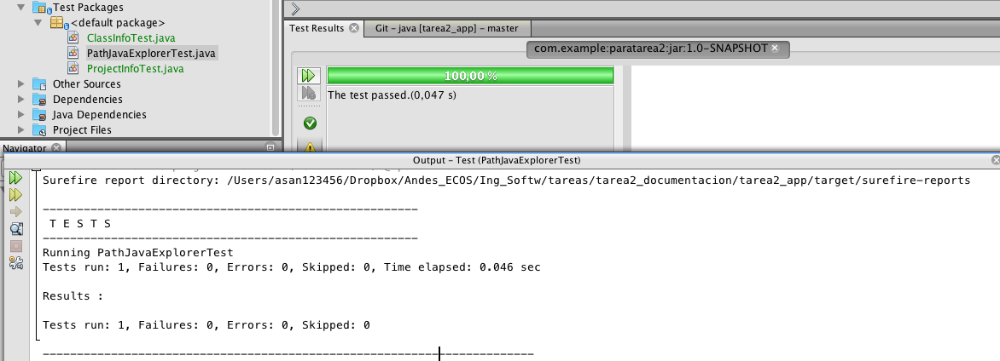 Test Packages
<default package>
ClassInfoTest.java
PathJavaExplorerTest.java
ProjectInfoTest.java
Other Sources
Dependencies
Java Dependencies
Project Files
Navigator
Test Results
Git - java [tarea2_app] - master
com.example:paratarea2:jar:1.0-SNAPSHOT
100,00 %
The test passed.(0,047 s)
Output - Test (PathJavaExplorerTest)
Surefire report directory: /Users/asan123456/Dropbox/Andes_ECOS/Ing_Softw/tareas/tarea2_documentacion/tarea2_app/target/surefire-reports
-------------------------------------------------------
T E S T S
-------------------------------------------------------
Running PathJavaExplorerTest
Tests run: 1, Failures: 0, Errors: 0, Skipped: 0, Time elapsed: 0.046 sec
Results :
Tests run: 1, Failures: 0, Errors: 0, Skipped: 0
------------------------------------------------------------------------